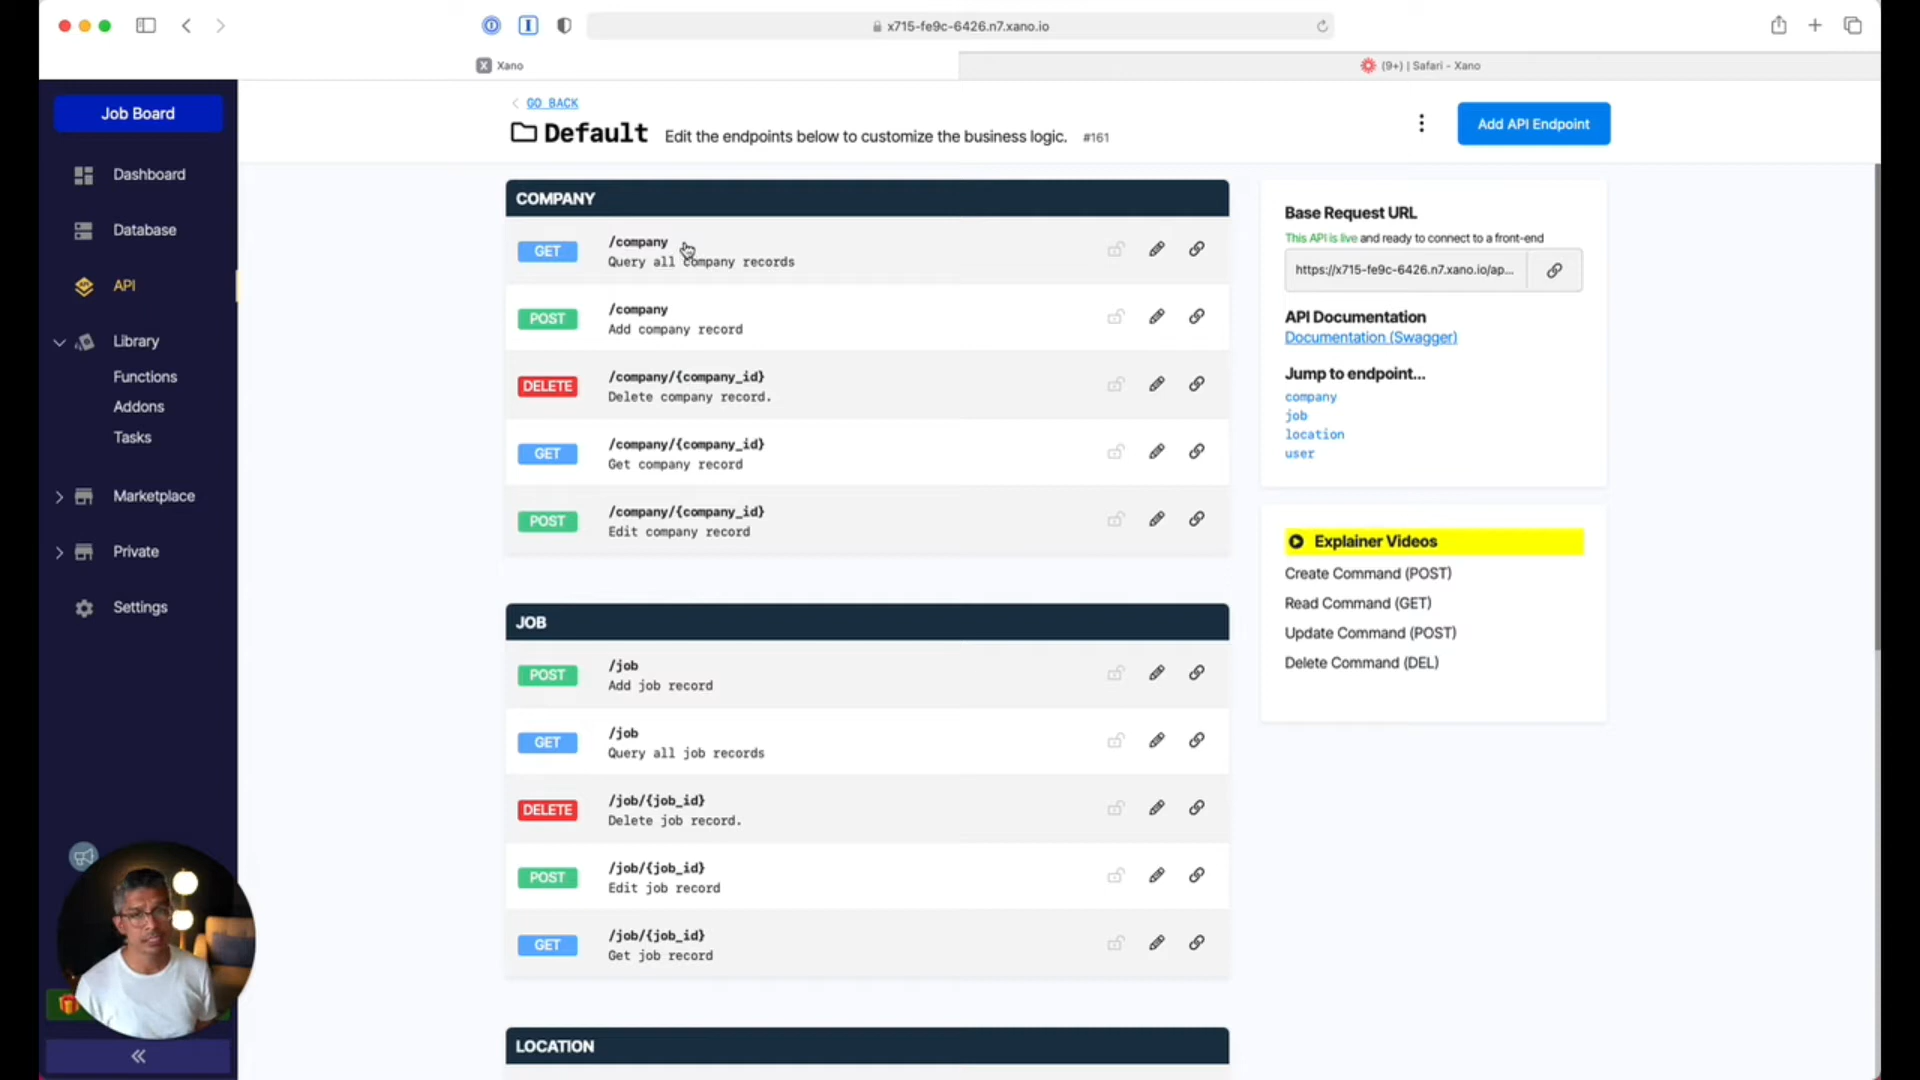 x715-fe9c-6426.n7.xano.io
X Xano
(9+) | Safari - Xano
Job Board
Dashboard
Database
API
Library
Functions
Addons
Tasks
Marketplace
Private
Settings
GO BACK
Default Edit the endpoints below to customize the business logic. #161
Add API Endpoint
COMPANY
GET /company
Query all company records
POST /company
Add company record
DELETE /company/{company_id}
Delete company record.
GET /company/{company_id}
Get company record
POST /company/{company_id}
Edit company record
JOB
POST /job
Add job record
GET /job
Query all job records
DELETE /job/{job_id}
Delete job record.
POST /job/{job_id}
Edit job record
GET /job/{job_id}
Get job record
LOCATION
Base Request URL
This API is live and ready to connect to a front-end
https://x715-fe9c-6426.n7.xano.io/ap...
API Documentation
Documentation (Swagger)
Jump to endpoint...
company
job
location
user
Explainer Videos
Create Command (POST)
Read Command (GET)
Update Command (POST)
Delete Command (DEL)